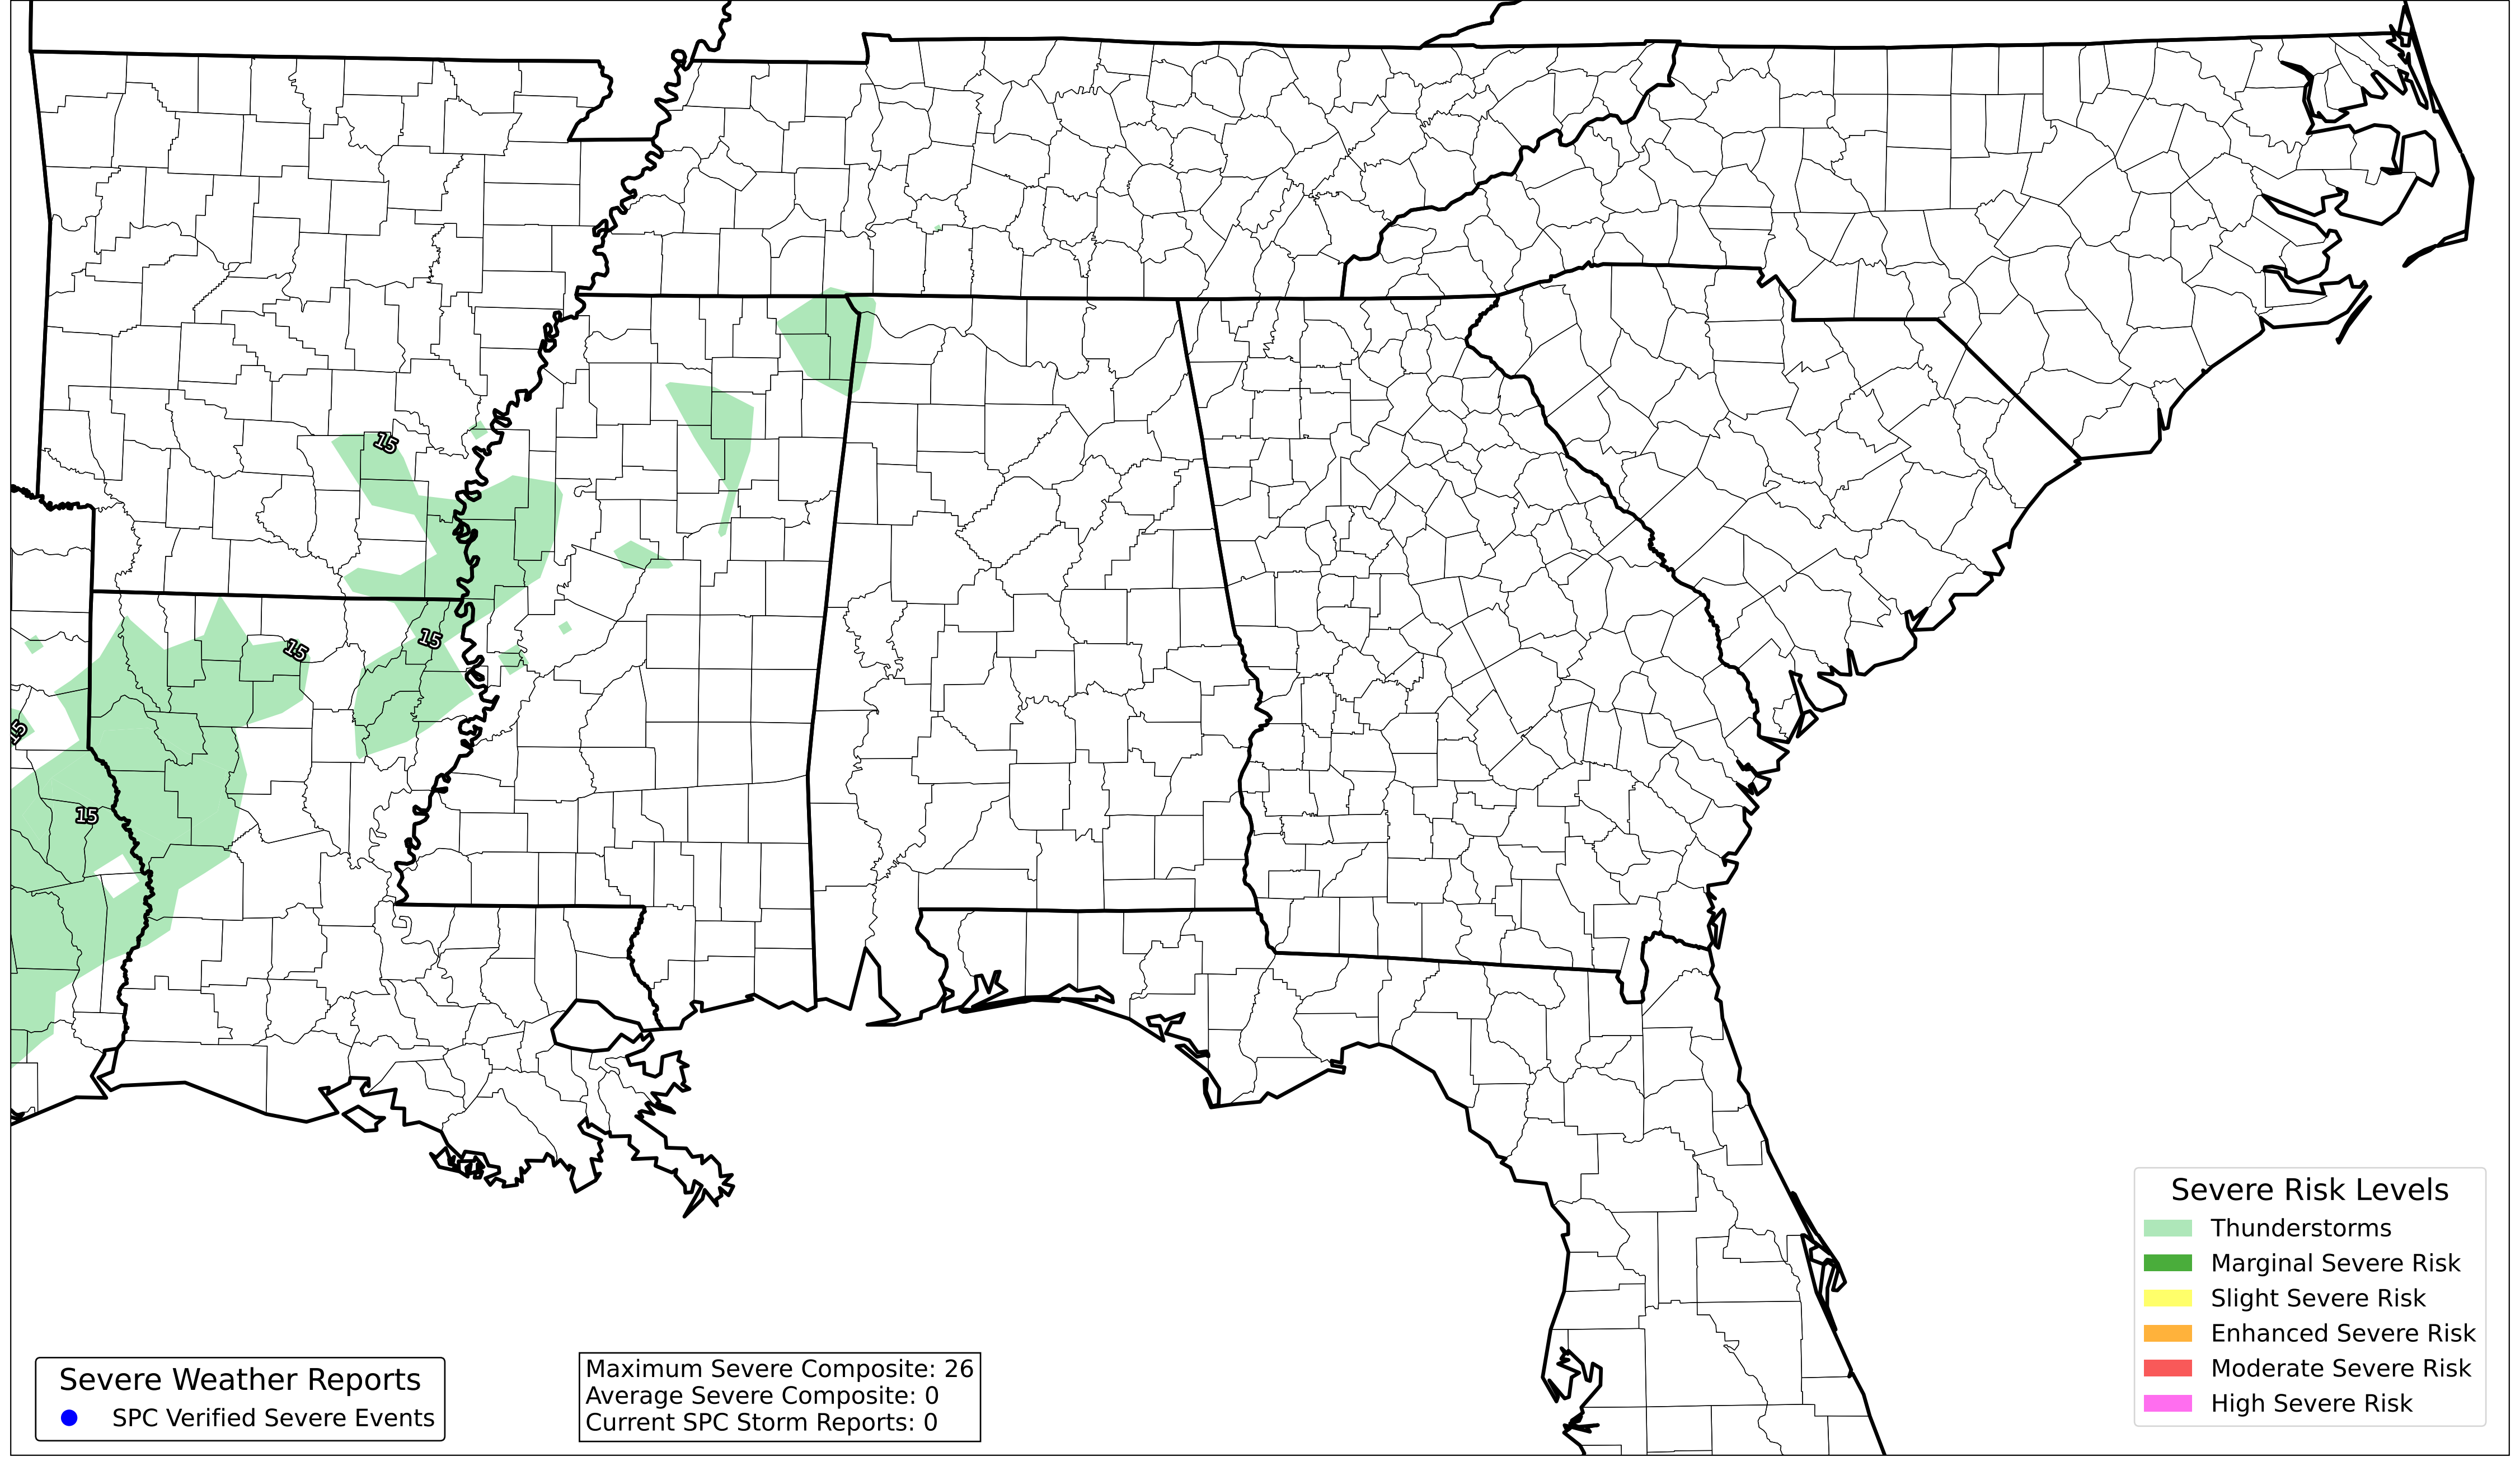 15
15
15
15
15
Severe Risk Levels
Thunderstorms
Marginal Severe Risk
Slight Severe Risk
Enhanced Severe Risk
Moderate Severe Risk
High Severe Risk
Severe Weather Reports
SPC Verified Severe Events
Maximum Severe Composite: 26
Average Severe Composite: 0
Current SPC Storm Reports: 0